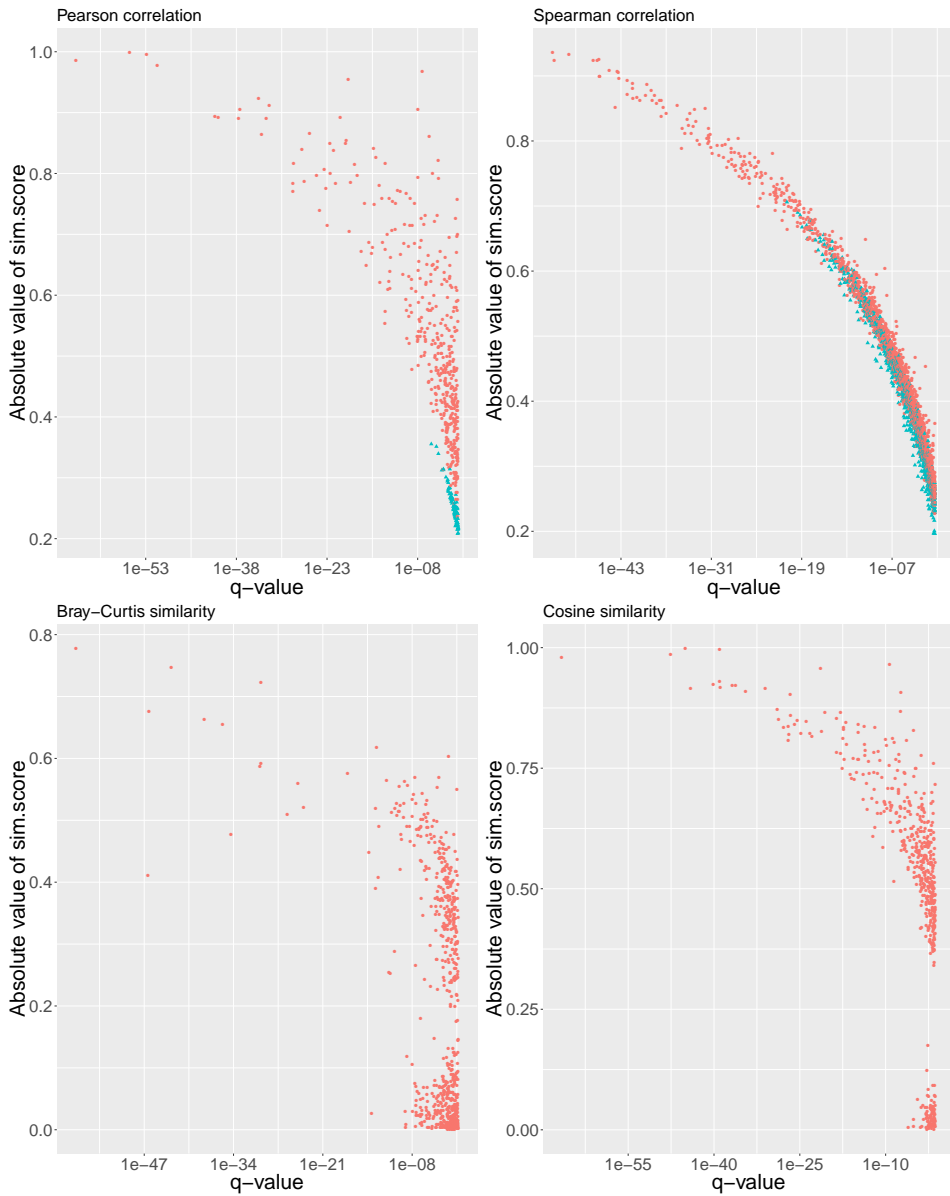 Pearson correlation
Absolute value of sim.score
1.0
0.8
0.6
0.4
0.2
1e−53
1e−38
1e−23
1e−08
q−value
Spearman correlation
Absolute value of sim.score
0.8
0.6
0.4
0.2
1e−43
1e−31
1e−19
1e−07
q−value
Bray−Curtis similarity
Absolute value of sim.score
0.8
0.6
0.4
0.2
0.0
1e−47
1e−34
1e−21
1e−08
q−value
Cosine similarity
Absolute value of sim.score
1.00
0.75
0.50
0.25
0.00
1e−55
1e−40
1e−25
1e−10
q−value